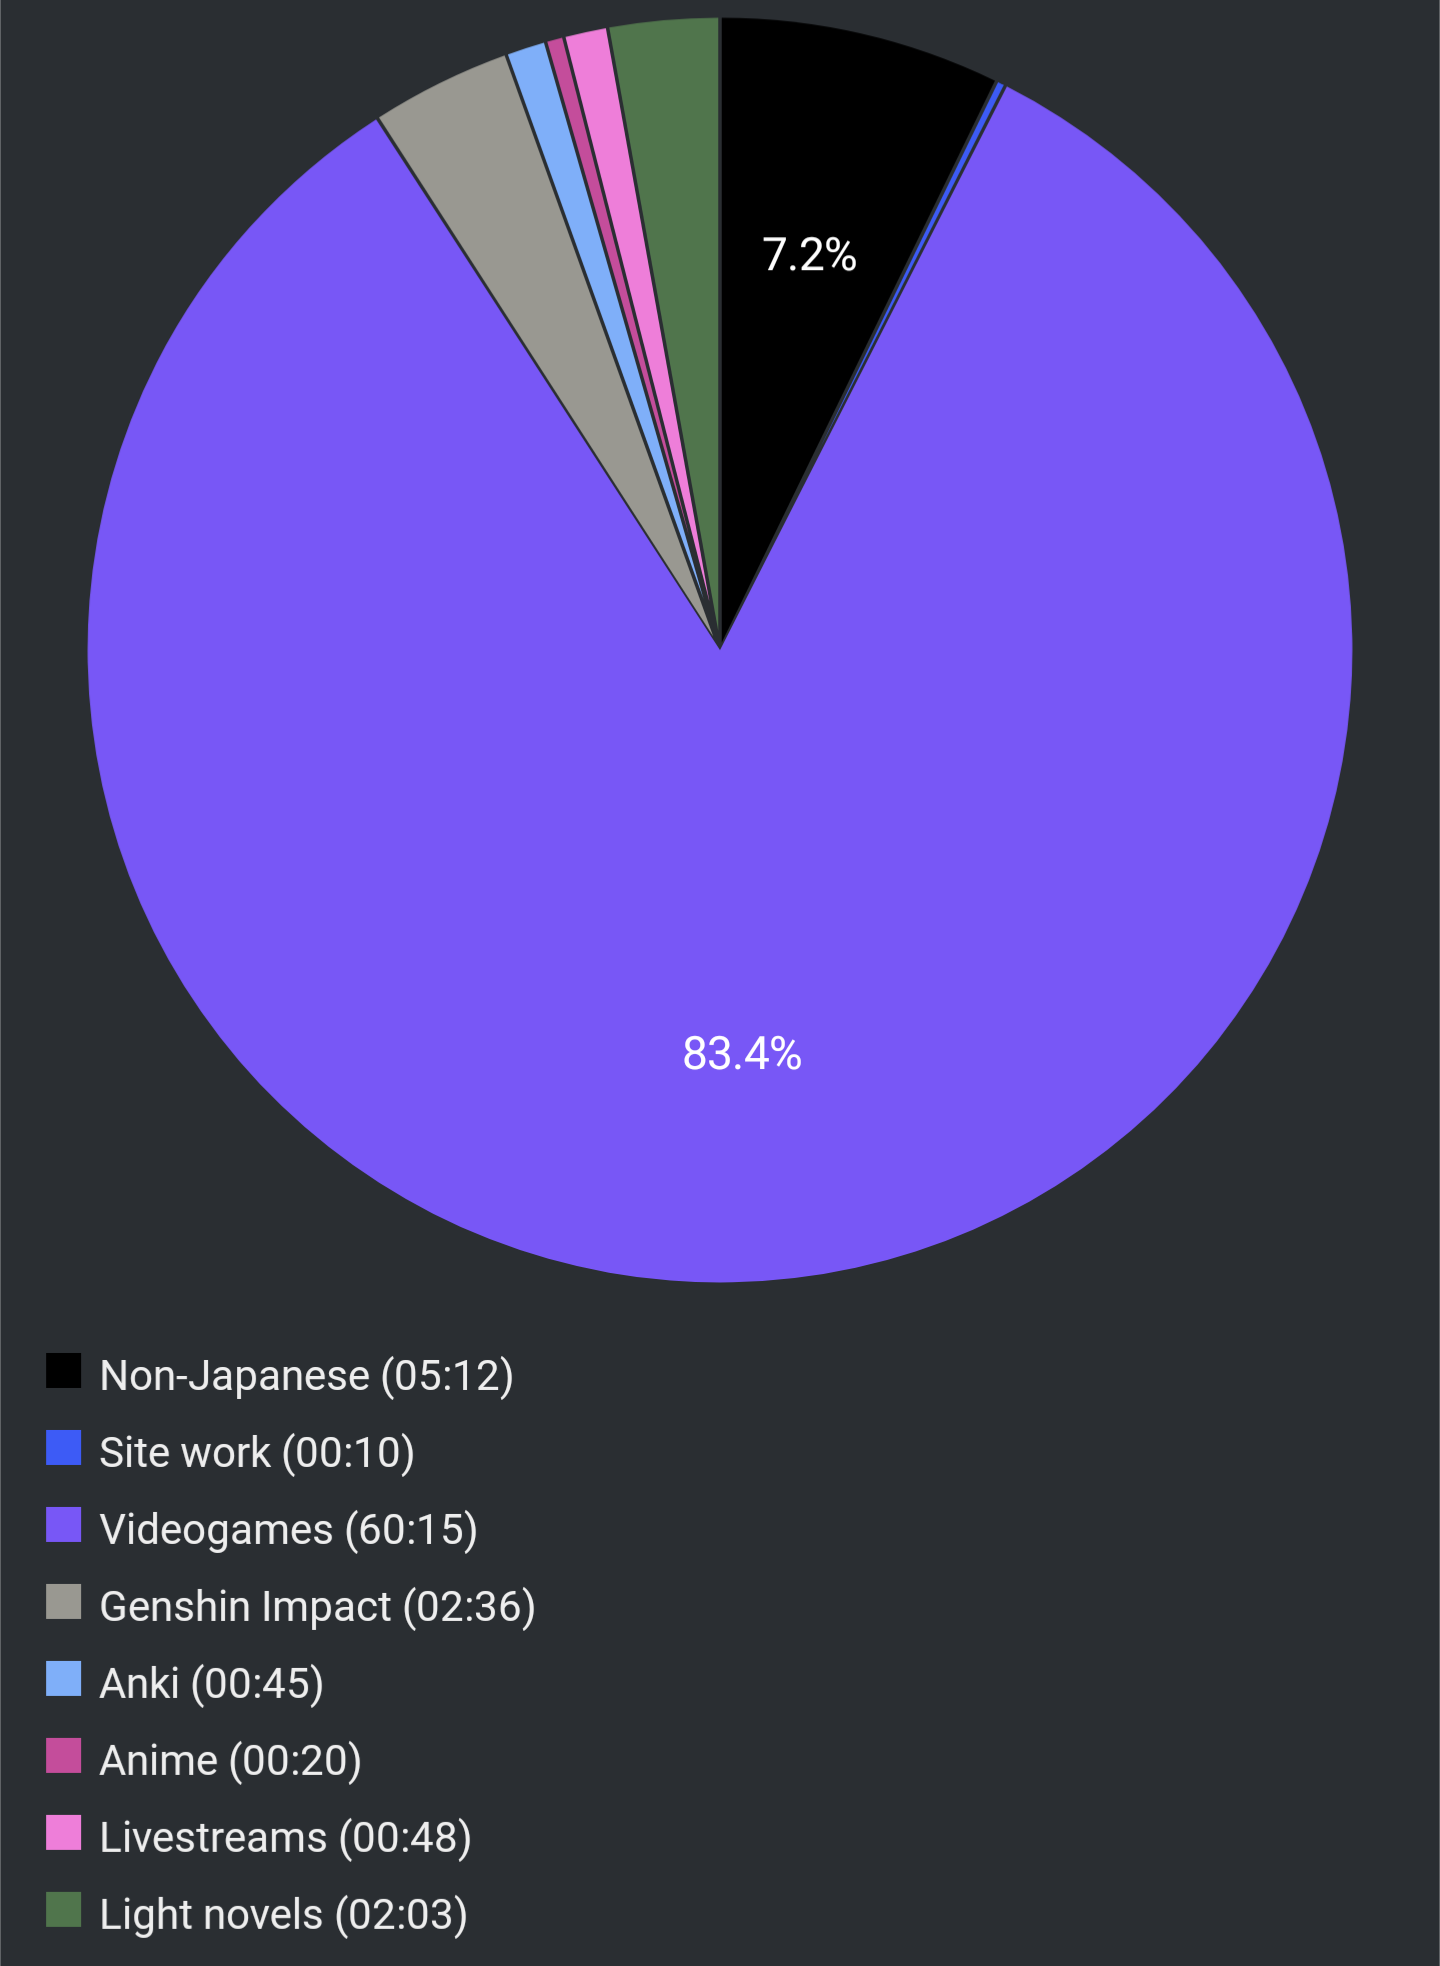 7.2%
83.4%
Non-Japanese (05:12)
Site work (00:10)
Videogames (60:15)
Genshin Impact (02:36)
Anki (00:45)
Anime (00:20)
Livestreams (00:48)
Light novels (02:03)